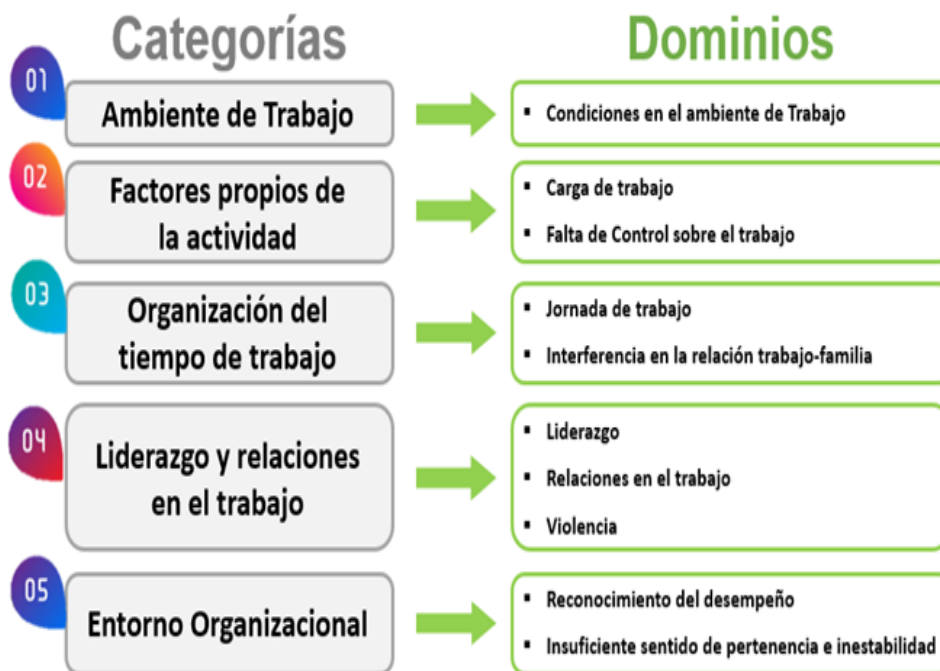 Categorías
Dominios
01
Ambiente de Trabajo
▪ Condiciones en el ambiente de Trabajo
02
Factores propios de
la actividad
▪ Carga de trabajo
▪ Falta de Control sobre el trabajo
03
Organización del
tiempo de trabajo
▪ Jornada de trabajo
▪ Interferencia en la relación trabajo-familia
04
Liderazgo y relaciones
en el trabajo
▪ Liderazgo
▪ Relaciones en el trabajo
▪ Violencia
05
Entorno Organizacional
▪ Reconocimiento del desempeño
▪ Insuficiente sentido de pertenencia e inestabilidad